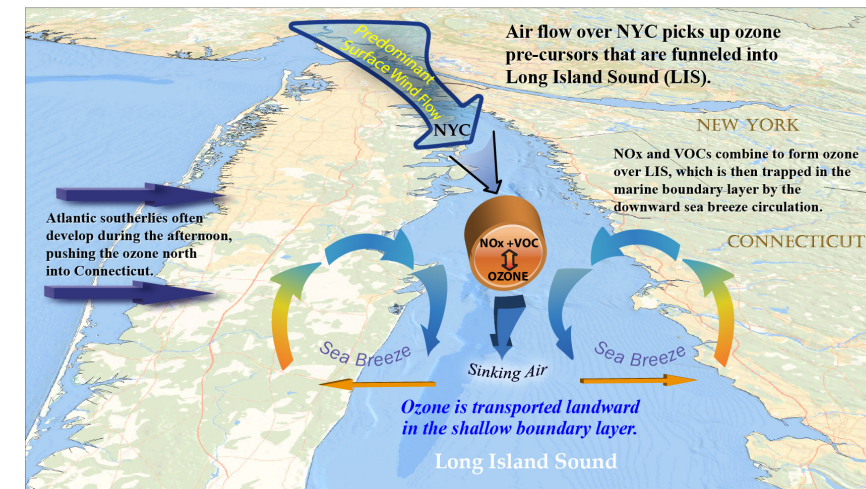 Air flow over NYC picks up ozone
pre-cursors that are funneled into
Long Island Sound (LIS).
Predominant
Surface Wind Flow
NYC
NEW YORK
NOx and VOCs combine to form ozone
over LIS, which is then trapped in the
marine boundary layer by the
downward sea breeze circulation.
CONNECTICUT
Atlantic southerlies often
develop during the afternoon,
pushing the ozone north
into Connecticut.
NOx +VOC
OZONE
Sea Breeze
Sea Breeze
Sinking Air
Ozone is transported landward
in the shallow boundary layer.
Long Island Sound